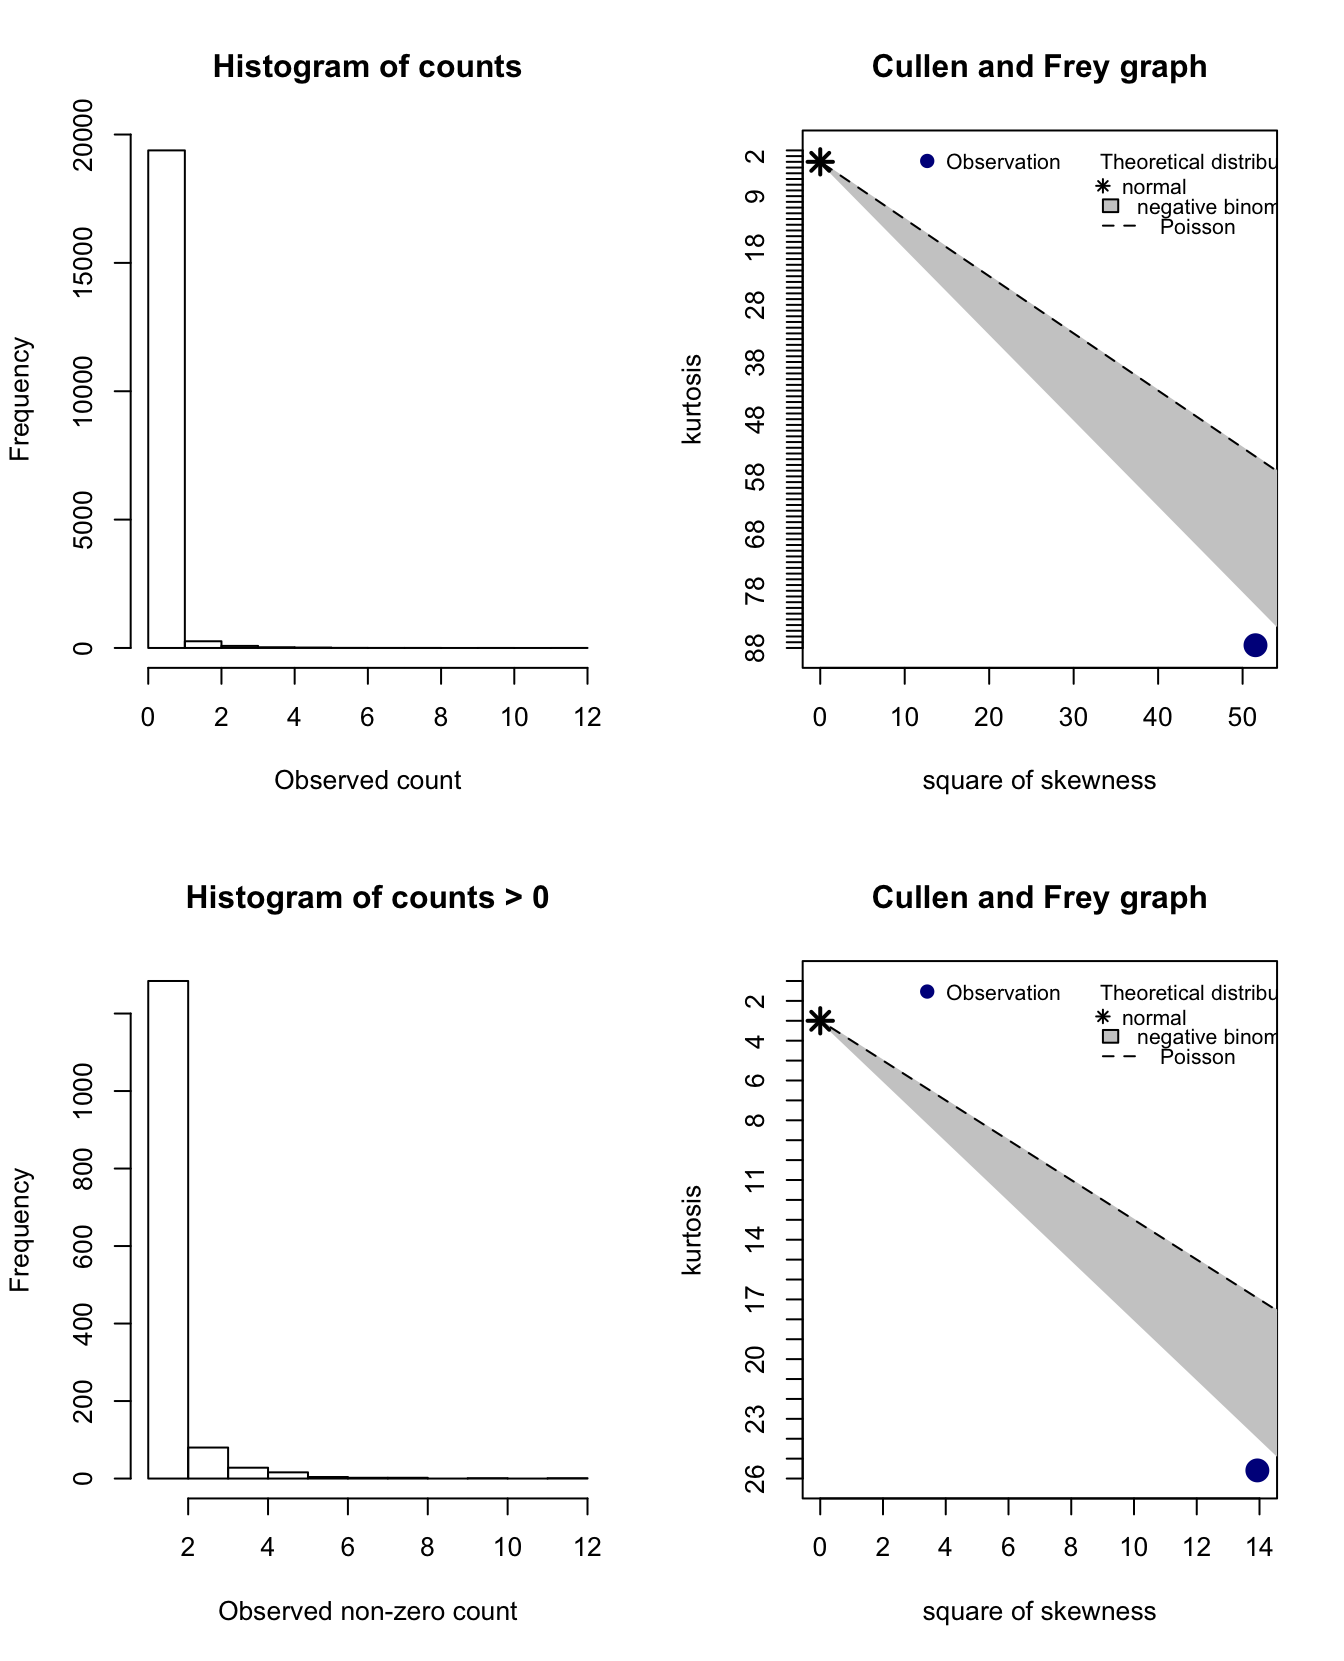 Histogram of counts
Frequency
20000
15000
10000
5000
0
0 2 4 6 8 10 12
Observed count
Cullen and Frey graph
kurtosis
2
9
18
28
38
48
58
68
78
88
Observation
Theoretical distribu
normal
negative binom
Poisson
0 10 20 30 40 50
square of skewness
Histogram of counts > 0
Frequency
1000
800
600
400
200
0
2 4 6 8 10 12
Observed non-zero count
Cullen and Frey graph
kurtosis
2
4
6
8
11
14
17
20
23
26
Observation
Theoretical distribu
normal
negative binom
Poisson
0 2 4 6 8 10 12 14
square of skewness